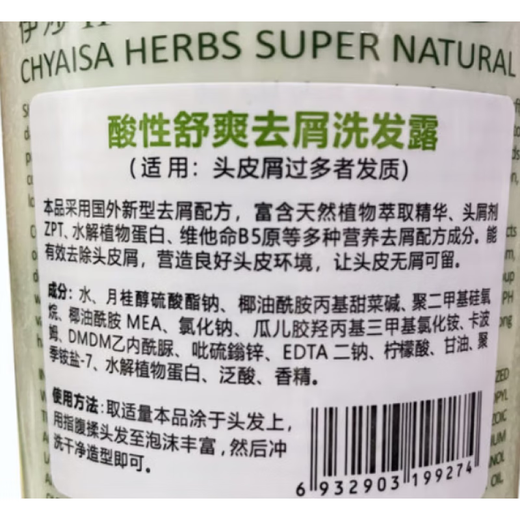 CHYAISA HERBS SUPER NATURAL
酸性舒爽去屑洗发露
(适用：头皮屑过多者发质)
本品采用国外新型去屑配方，富含天然植物萃取精华、头屑剂
ZPT、水解植物蛋白、维他命B5原等多种营养去屑配方成分。能
有效去除头皮屑，营造良好头皮环境，让头皮无屑可留。
成分：水、月桂醇硫酸酯钠、椰油酰胺丙基甜菜碱、聚二甲基硅氧
烷、椰油酰胺 MEA、氯化钠、瓜儿胶羟丙基三甲基氯化铵、卡波
姆、DMDM乙内酰脲、吡硫鎓锌、EDTA 二钠、柠檬酸、甘油、聚
季铵盐-7、水解植物蛋白、泛酸、香精。
使用方法：取适量本品涂于头发上，
用指腹揉头发至泡沫丰富，然后冲
洗干净造型即可。
6 932903 199274